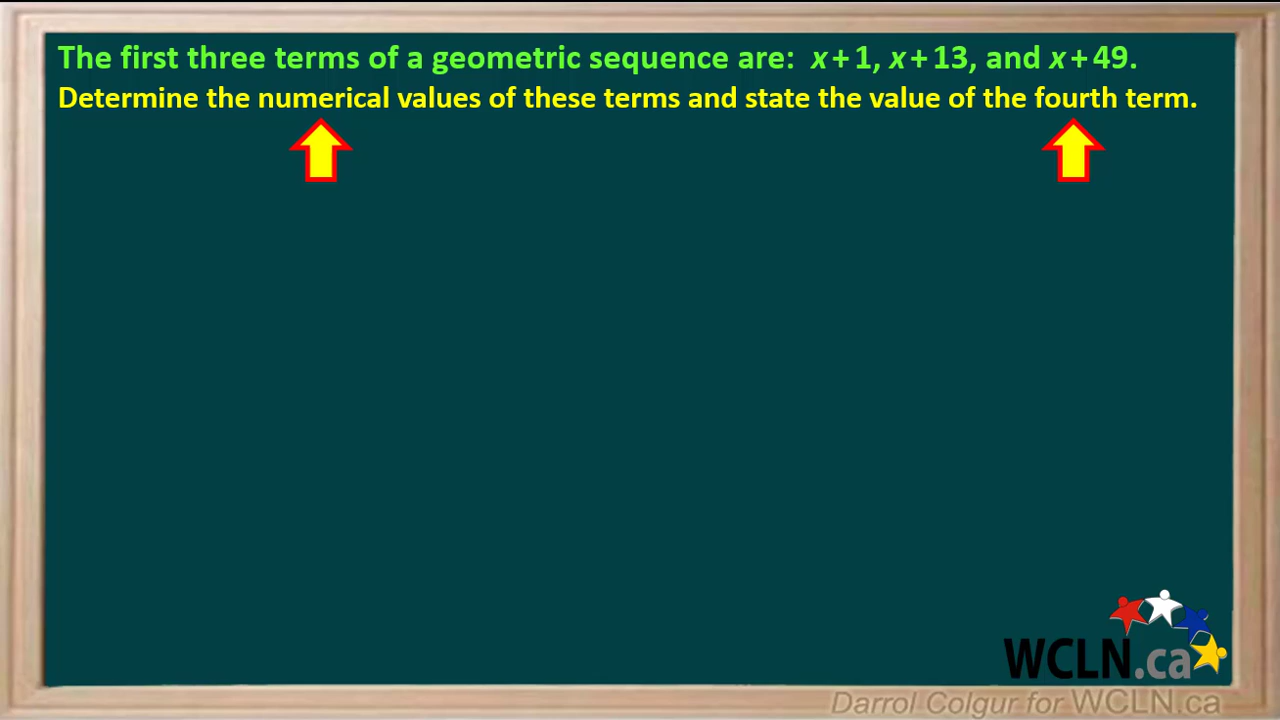 The first three terms of a geometric sequence are: x + 1, x + 13, and x + 49.
Determine the numerical values of these terms and state the value of the fourth term.
WCLN.ca
Darrol Colgur for WCLN.ca